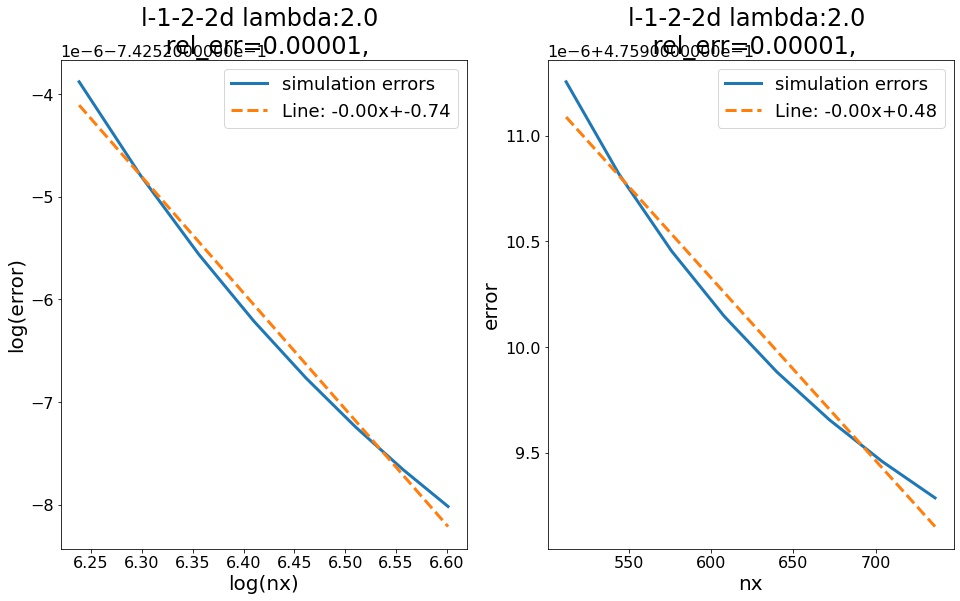 l-1-2-2d lambda:2.0
rel_err=0.00001,
1e−6−7.4252000000e−1
simulation errors
Line: -0.00x+-0.74
−4
−5
−6
−7
−8
log(error)
6.25 6.30 6.35 6.40 6.45 6.50 6.55 6.60
log(nx)
l-1-2-2d lambda:2.0
rel_err=0.00001,
1e−6+4.7590000000e−1
simulation errors
Line: -0.00x+0.48
11.0
10.5
10.0
9.5
error
550 600 650 700
nx